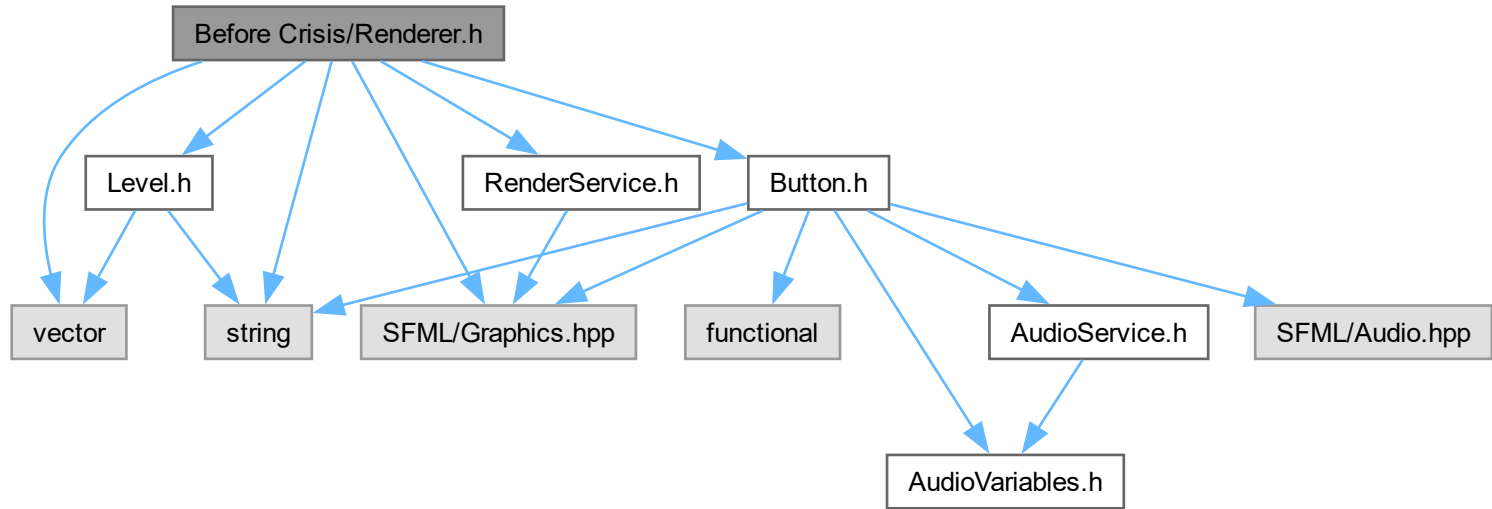 Before Crisis/Renderer.h
Level.h
RenderService.h
Button.h
vector
string
SFML/Graphics.hpp
functional
AudioService.h
SFML/Audio.hpp
AudioVariables.h